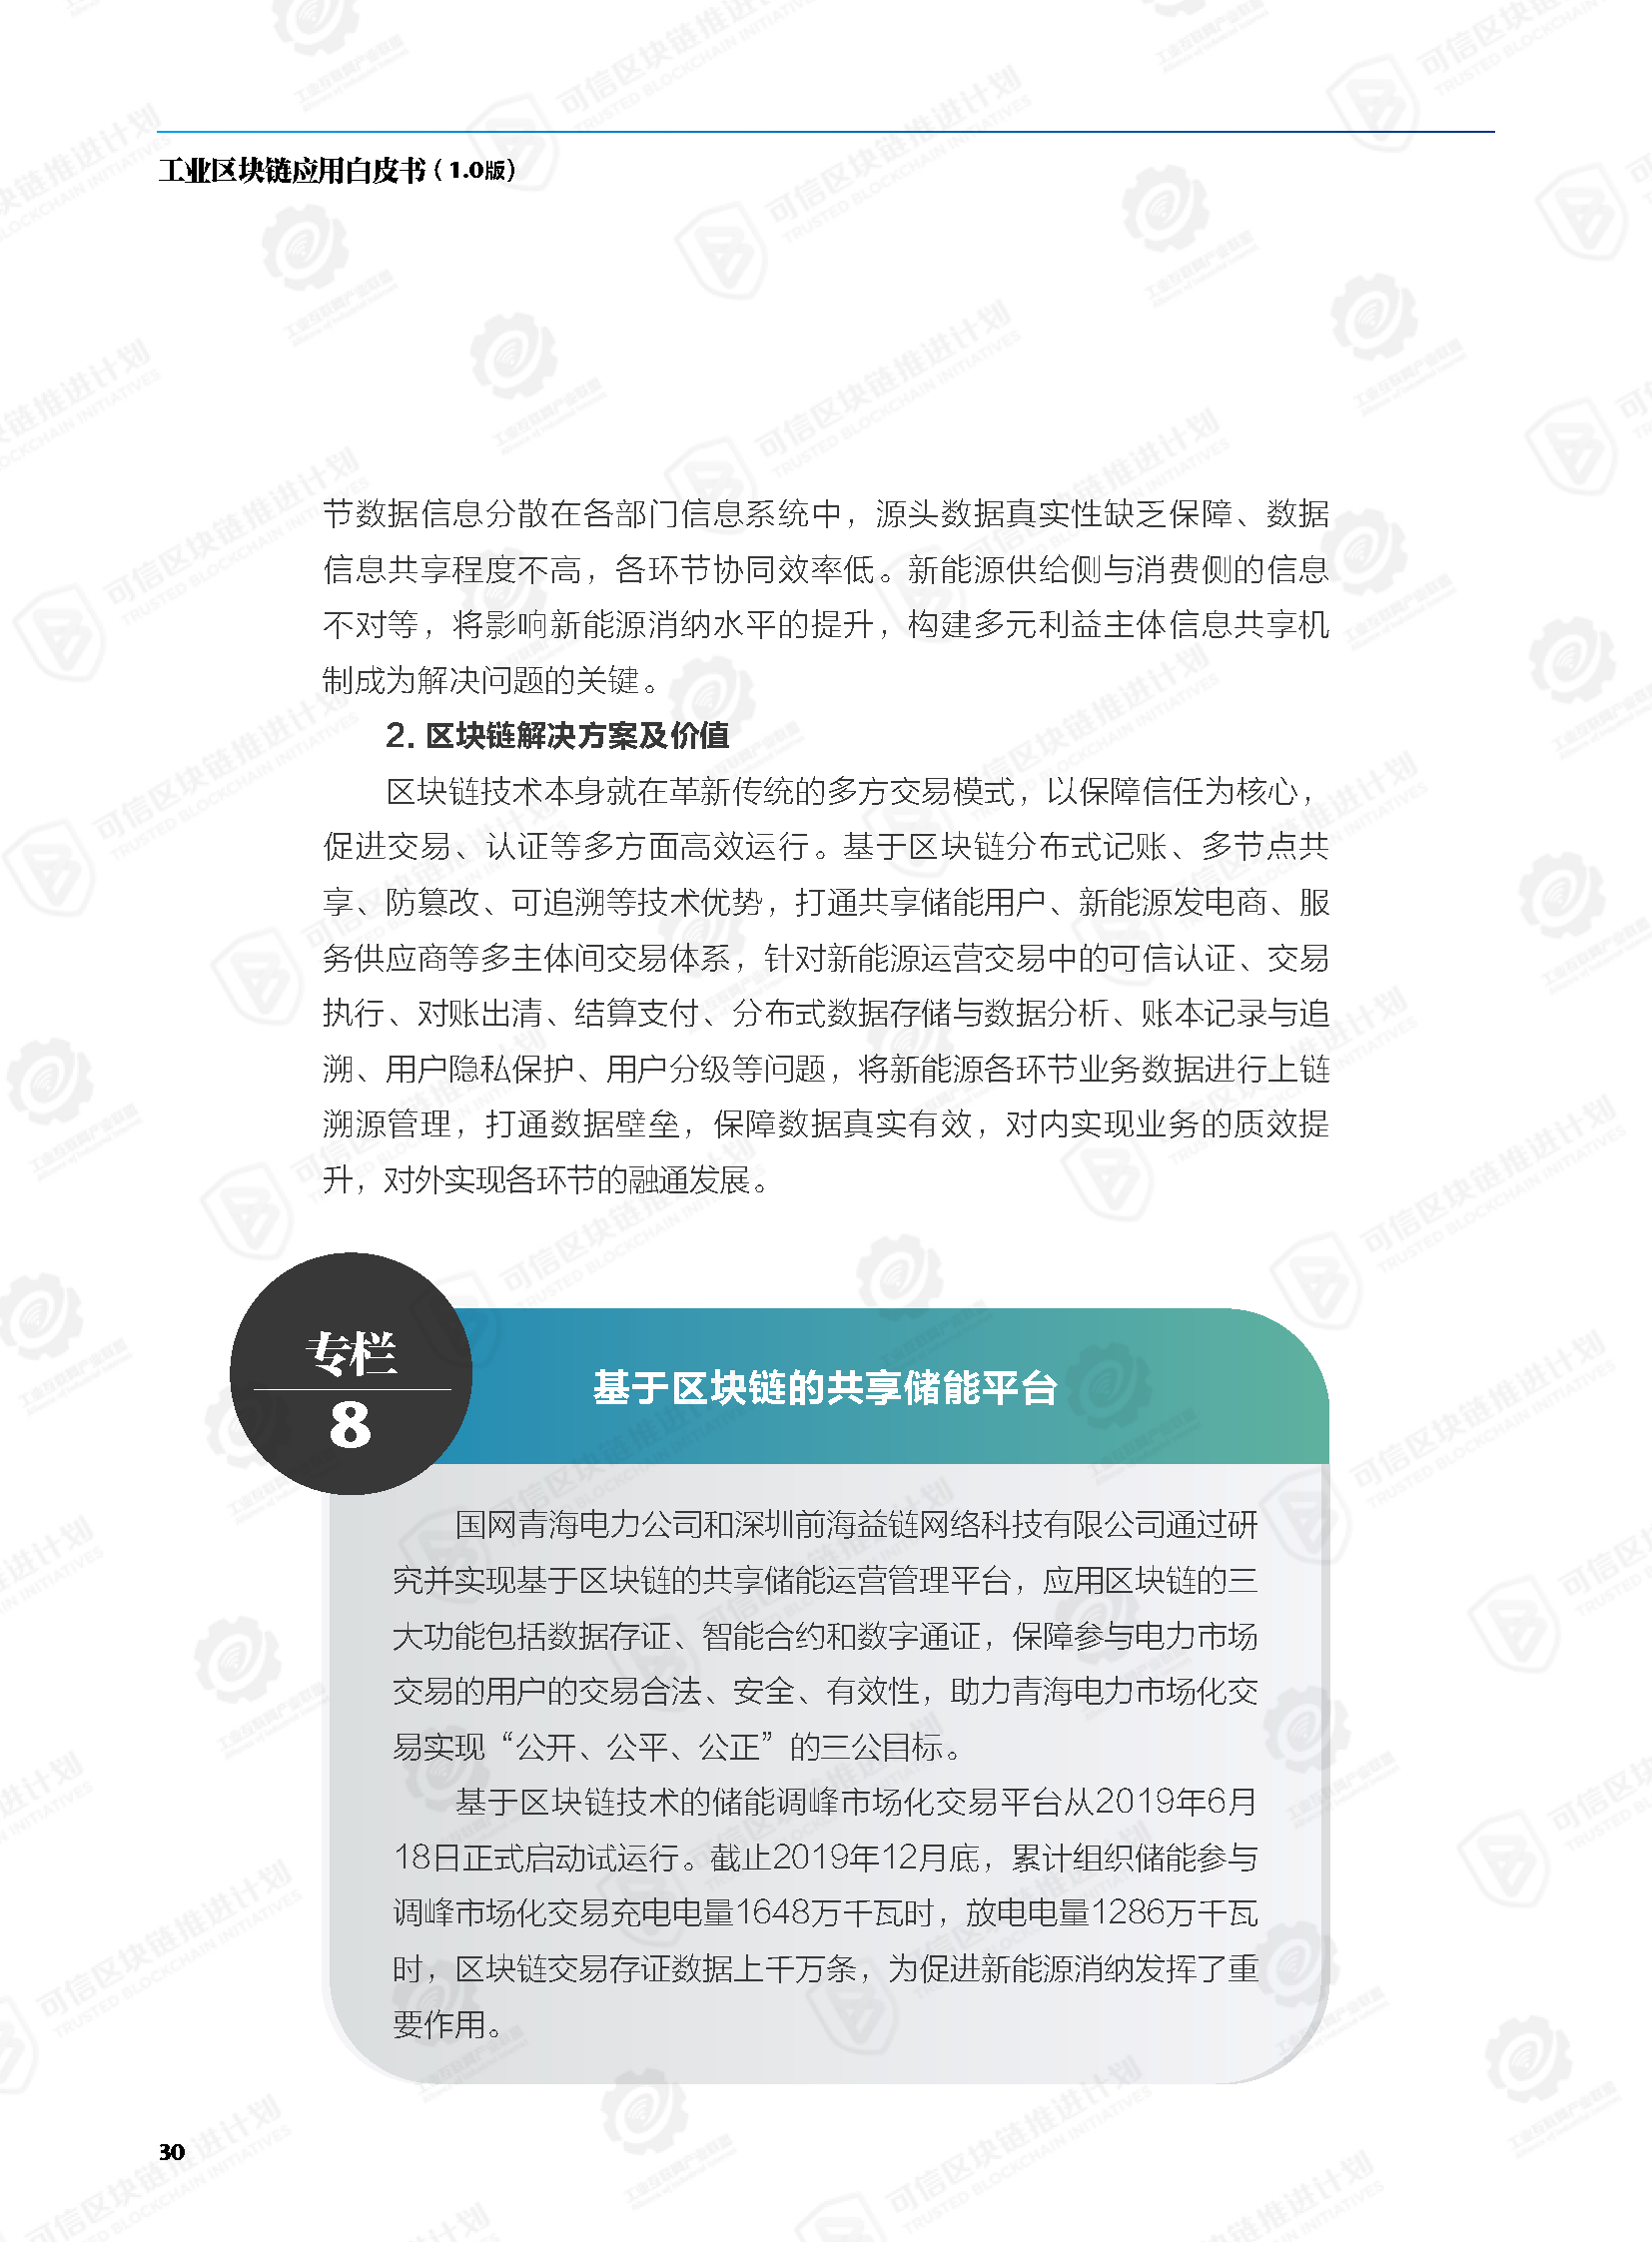 工业区块链应用白皮书（1.0版）
节数据信息分散在各部门信息系统中，源头数据真实性缺乏保障、数据
信息共享程度不高，各环节协同效率低。新能源供给侧与消费侧的信息
不对等，将影响新能源消纳水平的提升，构建多元利益主体信息共享机
制成为解决问题的关键。
2. 区块链解决方案及价值
区块链技术本身就在革新传统的多方交易模式，以保障信任为核心，
促进交易、认证等多方面高效运行。基于区块链分布式记账、多节点共
享、防篡改、可追溯等技术优势，打通共享储能用户、新能源发电商、服
务供应商等多主体间交易体系，针对新能源运营交易中的可信认证、交易
执行、对账出清、结算支付、分布式数据存储与数据分析、账本记录与追
溯、用户隐私保护、用户分级等问题，将新能源各环节业务数据进行上链
溯源管理，打通数据壁垒，保障数据真实有效，对内实现业务的质效提
升，对外实现各环节的融通发展。
专栏
8
基于区块链的共享储能平台
国网青海电力公司和深圳前海益链网络科技有限公司通过研
究并实现基于区块链的共享储能运营管理平台，应用区块链的三
大功能包括数据存证、智能合约和数字通证，保障参与电力市场
交易的用户的交易合法、安全、有效性，助力青海电力市场化交
易实现“公开、公平、公正”的三公目标。
基于区块链技术的储能调峰市场化交易平台从2019年6月
18日正式启动试运行。截止2019年12月底，累计组织储能参与
调峰市场化交易充电电量1648万千瓦时，放电电量1286万千瓦
时，区块链交易存证数据上千万条，为促进新能源消纳发挥了重
要作用。
30